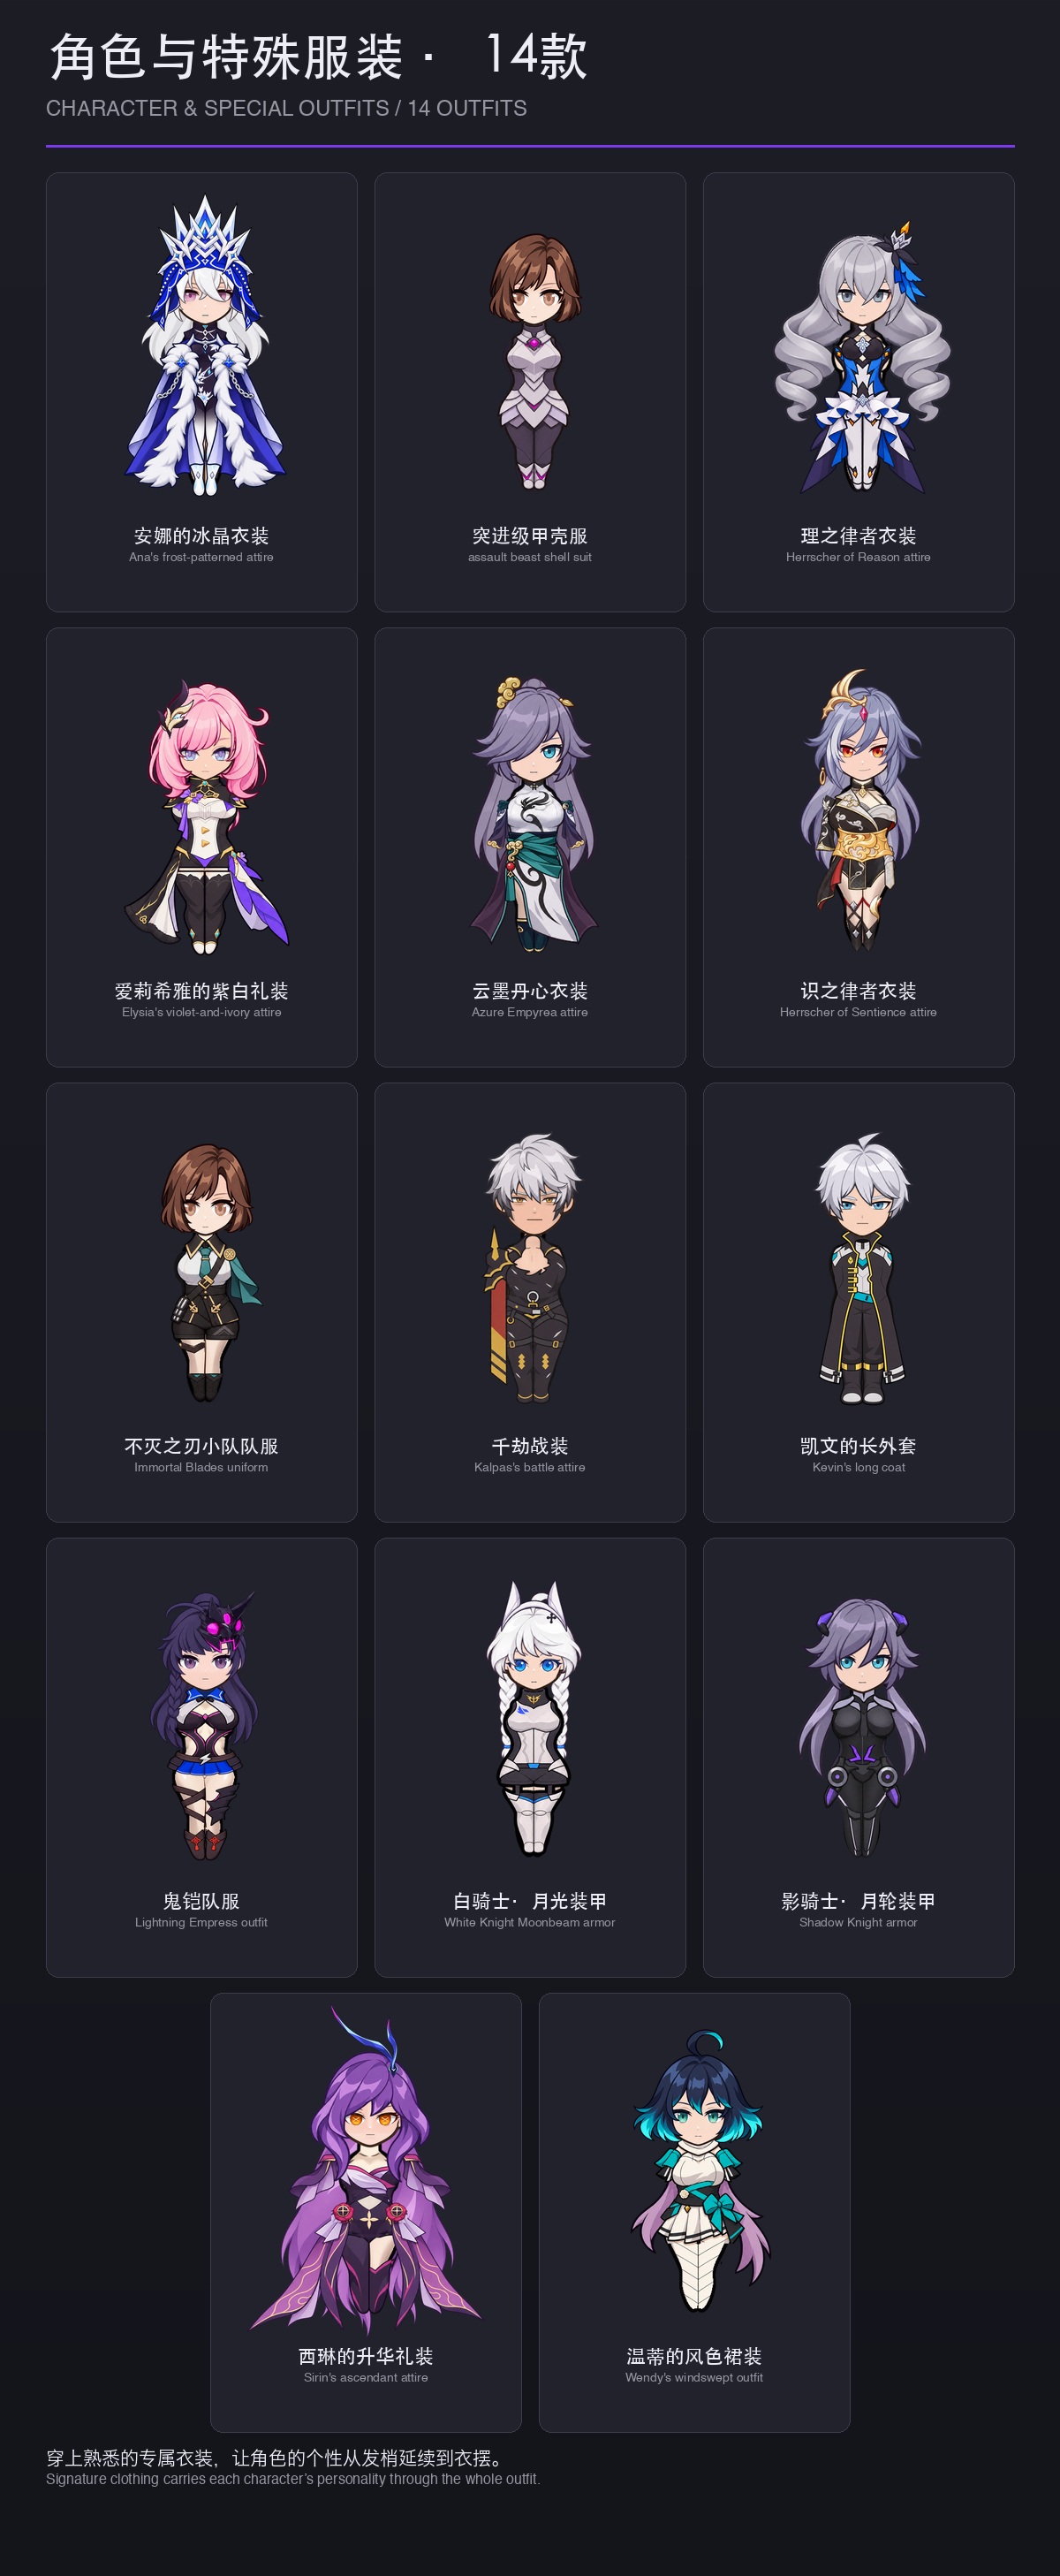 角色与特殊服装 · 14款
CHARACTER & SPECIAL OUTFITS / 14 OUTFITS
安娜的冰晶衣装
Ana's frost-patterned attire
突进级甲壳服
assault beast shell suit
理之律者衣装
Herrscher of Reason attire
爱莉希雅的紫白礼装
Elysia's violet-and-ivory attire
云墨丹心衣装
Azure Empyrea attire
识之律者衣装
Herrscher of Sentience attire
不灭之刃小队队服
Immortal Blades uniform
千劫战装
Kalpas's battle attire
凯文的长外套
Kevin's long coat
鬼铠队服
Lightning Empress outfit
白骑士· 月光装甲
White Knight Moonbeam armor
影骑士· 月轮装甲
Shadow Knight armor
西琳的升华礼装
Sirin's ascendant attire
温蒂的风色裙装
Wendy's windswept outfit
穿上熟悉的专属衣装，让角色的个性从发梢延续到衣摆。
Signature clothing carries each character’s personality through the whole outfit.